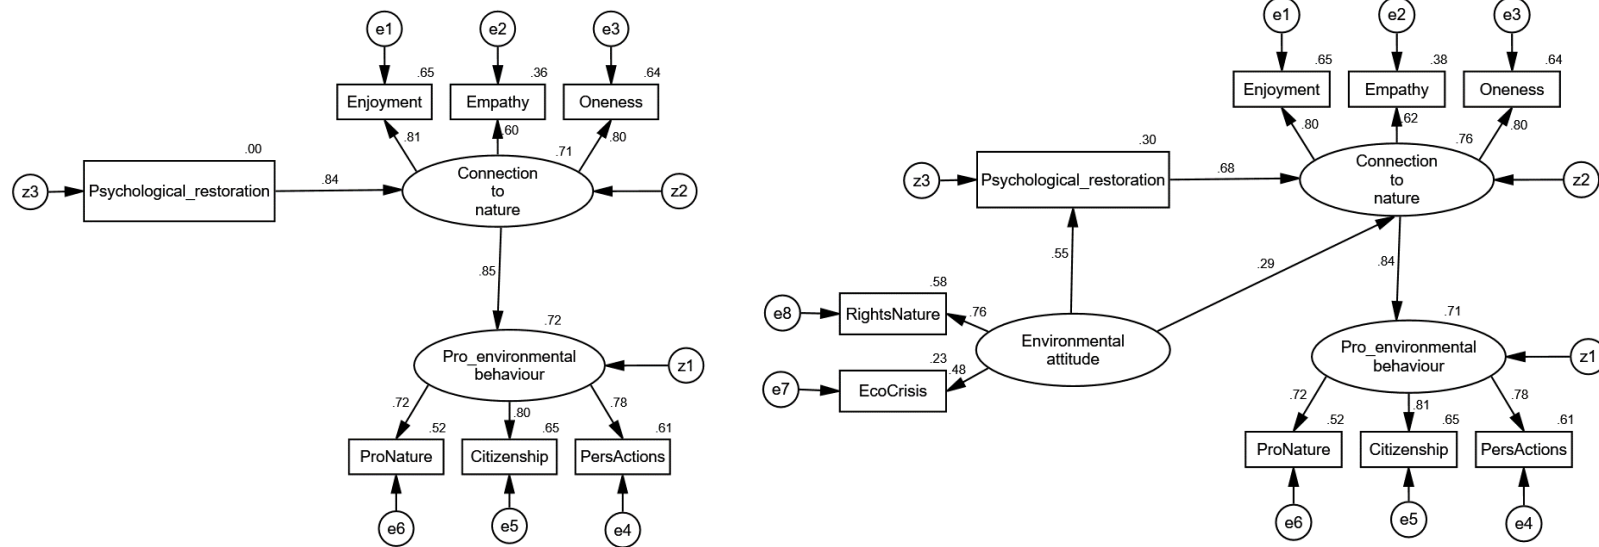 e1
e2
e3
.65
.36
.64
Enjoyment
Empathy
Oneness
.81
.60
.80
.00
.71
z3
Psychological_restoration
.84
Connection
to
nature
z2
.85
.72
Pro_environmental
behaviour
z1
.72
.80
.78
.52
.65
.61
ProNature
Citizenship
PersActions
e6
e5
e4
e1
e2
e3
.65
.38
.64
Enjoyment
Empathy
Oneness
.80
.62
.80
.30
.76
z3
Psychological_restoration
.68
Connection
to
nature
z2
.55
.29
.84
.58
e8
RightsNature
.76
Environmental
attitude
.23
.48
e7
EcoCrisis
.71
Pro_environmental
behaviour
z1
.72
.81
.78
.52
.65
.61
ProNature
Citizenship
PersActions
e6
e5
e4